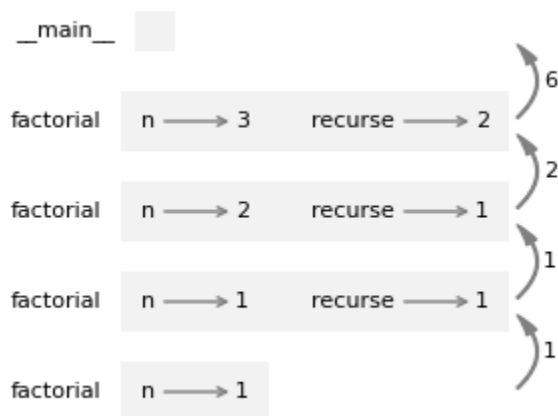 __main__
6
factorial n 3 recurse 2
2
factorial n 2 recurse 1
1
factorial n 1 recurse 1
1
factorial n 1